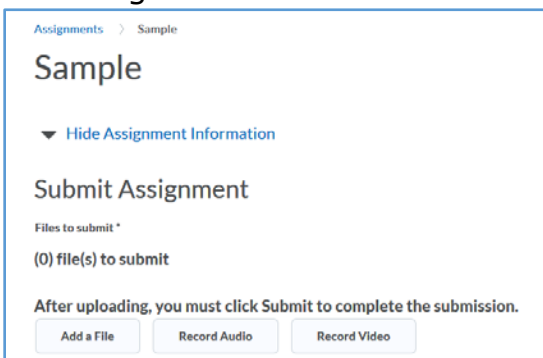 Assignments > Sample
Sample
Hide Assignment Information
Submit Assignment
Files to submit *
(0) file(s) to submit
After uploading, you must click Submit to complete the submission.
Add a File Record Audio Record Video